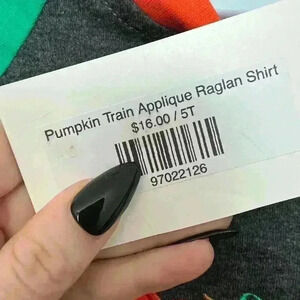 Pumpkin Train Applique Raglan Shirt
$16.00 / 5T
97022126